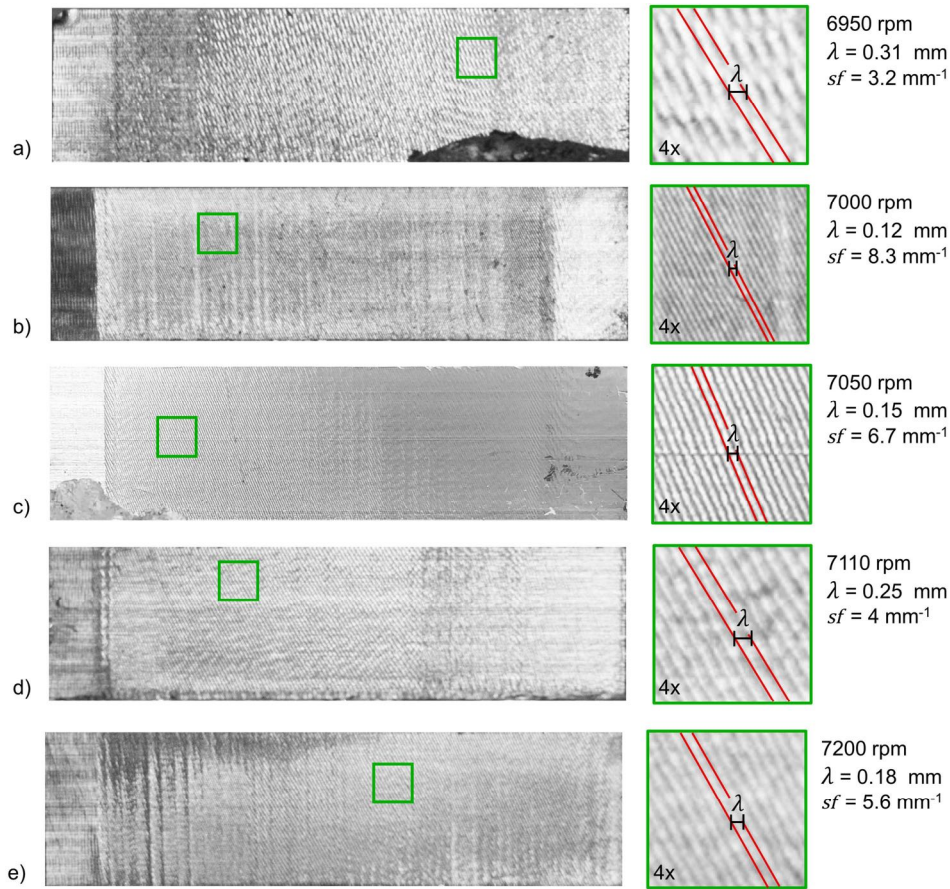 a)
λ
4x
6950 rpm
λ = 0.31 mm
sf = 3.2 mm⁻¹
b)
λ
4x
7000 rpm
λ = 0.12 mm
sf = 8.3 mm⁻¹
c)
λ
4x
7050 rpm
λ = 0.15 mm
sf = 6.7 mm⁻¹
d)
λ
4x
7110 rpm
λ = 0.25 mm
sf = 4 mm⁻¹
e)
λ
4x
7200 rpm
λ = 0.18 mm
sf = 5.6 mm⁻¹